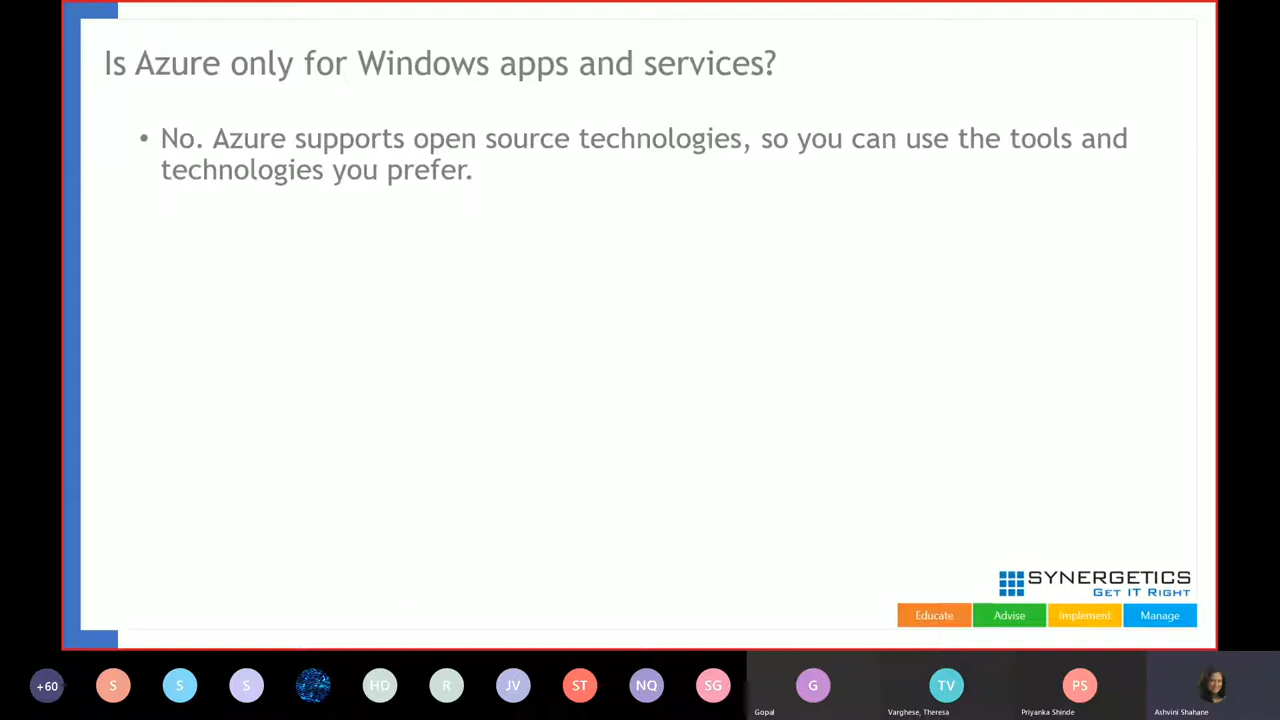 Is Azure only for Windows apps and services?
• No. Azure supports open source technologies, so you can use the tools and
technologies you prefer.
SYNERGETICS
GET IT RIGHT
Educate Advise Implement Manage
+60 S S S HD R JV ST NQ SG G TV PS
Gopal Varghese, Theresa Priyanka Shinde Ashvini Shahane